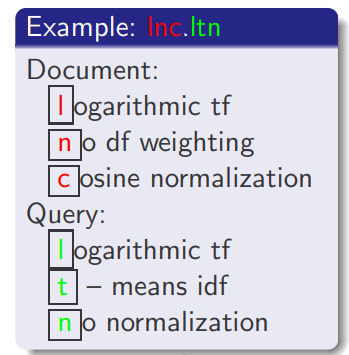 Example: lnc.ltn
Document:
logarithmic tf
no df weighting
cosine normalization
Query:
logarithmic tf
t – means idf
no normalization